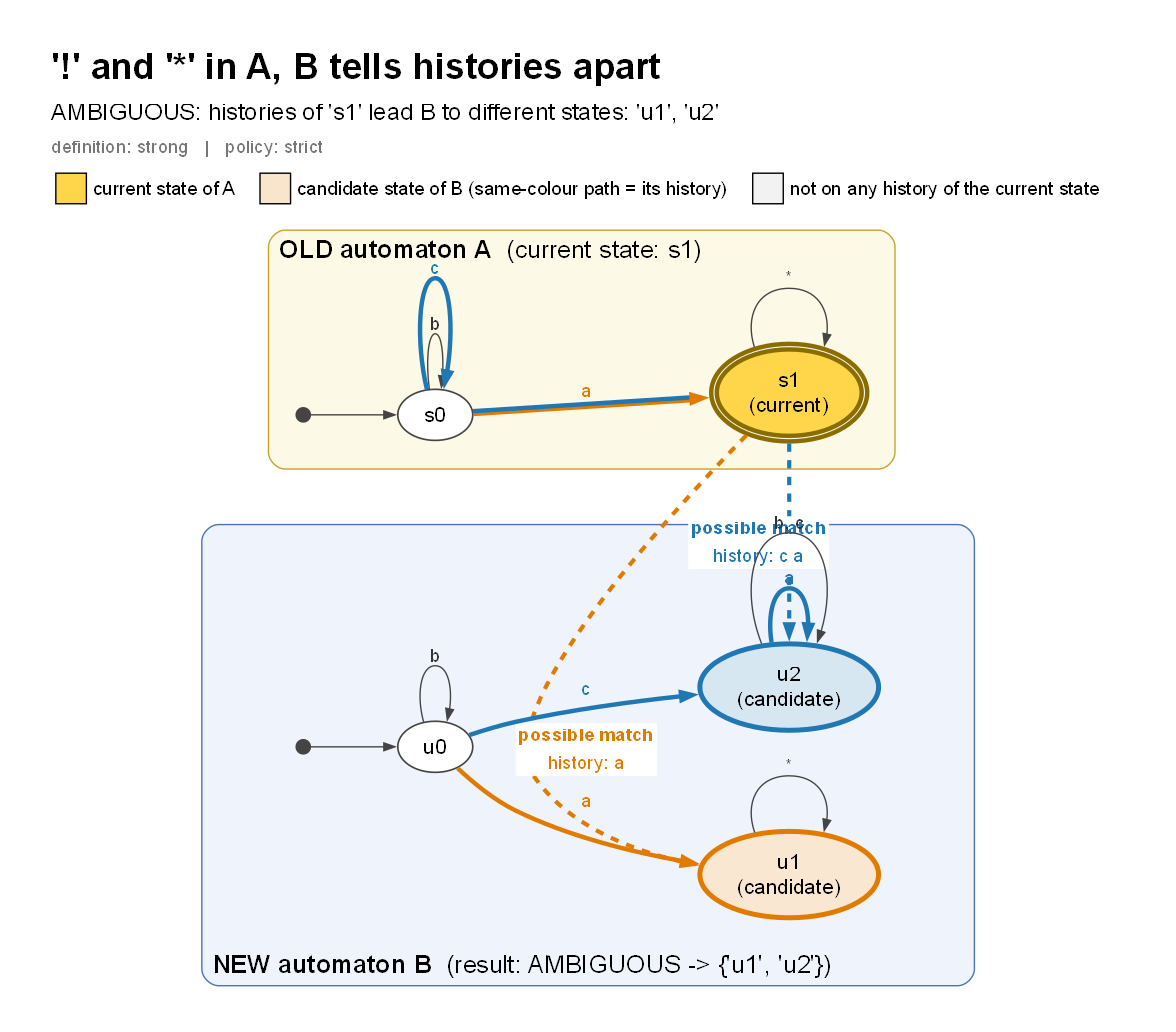 '!' and '*' in A, B tells histories apart
AMBIGUOUS: histories of 's1' lead B to different states: 'u1', 'u2'
definition: strong | policy: strict
current state of A
candidate state of B (same-colour path = its history)
not on any history of the current state
OLD automaton A (current state: s1)
c
*
b
a
s1
(current)
s0
b, c
possible match
history: c a
a
b
u2
(candidate)
c
u0
possible match
history: a
*
a
u1
(candidate)
NEW automaton B (result: AMBIGUOUS -> {'u1', 'u2'})